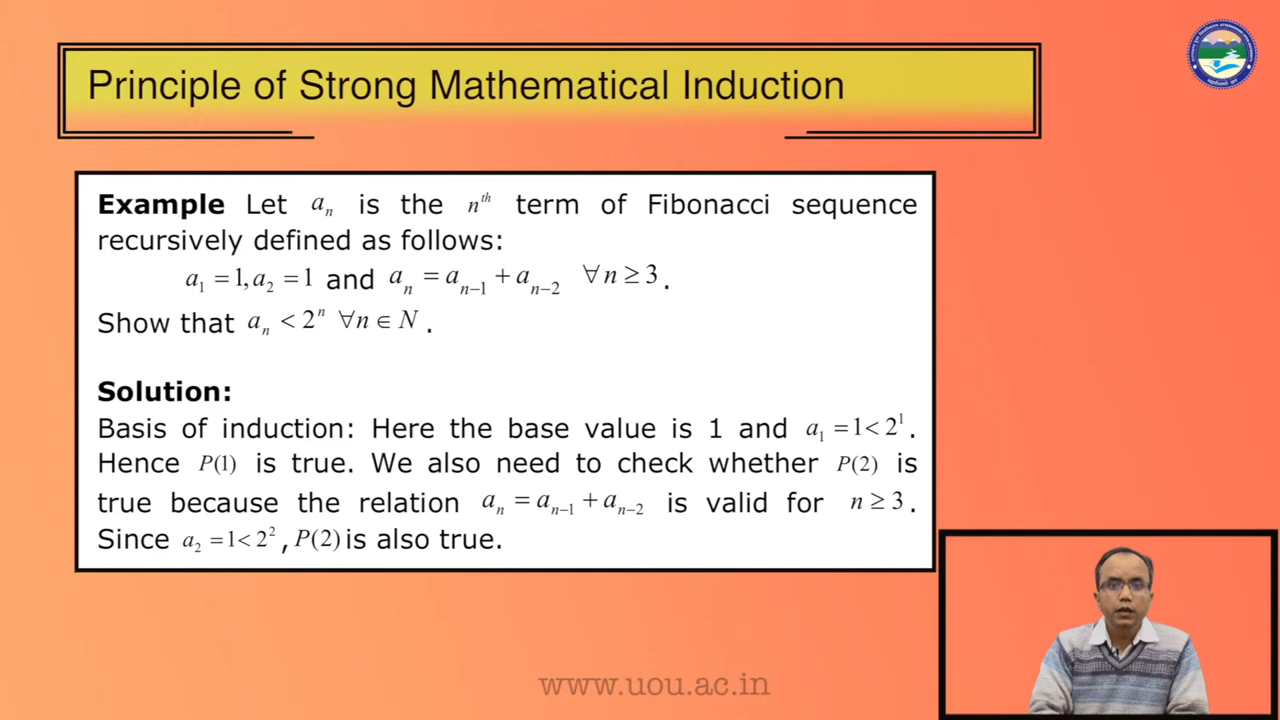 Principle of Strong Mathematical Induction
Example Let aₙ is the nᵗʰ term of Fibonacci sequence
recursively defined as follows:
a₁ = 1, a₂ = 1 and aₙ = aₙ₋₁ + aₙ₋₂ ∀n ≥ 3.
Show that aₙ < 2ⁿ ∀n ∈ N.
Solution:
Basis of induction: Here the base value is 1 and a₁ = 1 < 2¹.
Hence P(1) is true. We also need to check whether P(2) is
true because the relation aₙ = aₙ₋₁ + aₙ₋₂ is valid for n ≥ 3.
Since a₂ = 1 < 2², P(2) is also true.
www.uou.ac.in